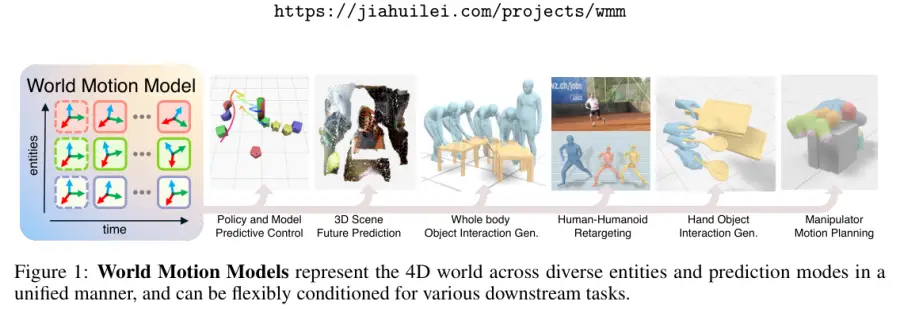 https://jiahuilei.com/projects/wmm
World Motion Model
entities
time
Policy and Model
Predictive Control
3D Scene
Future Prediction
Whole body
Object Interaction Gen.
Human-Humanoid
Retargeting
Hand Object
Interaction Gen.
Manipulator
Motion Planning
Figure 1: World Motion Models represent the 4D world across diverse entities and prediction modes in a
unified manner, and can be flexibly conditioned for various downstream tasks.